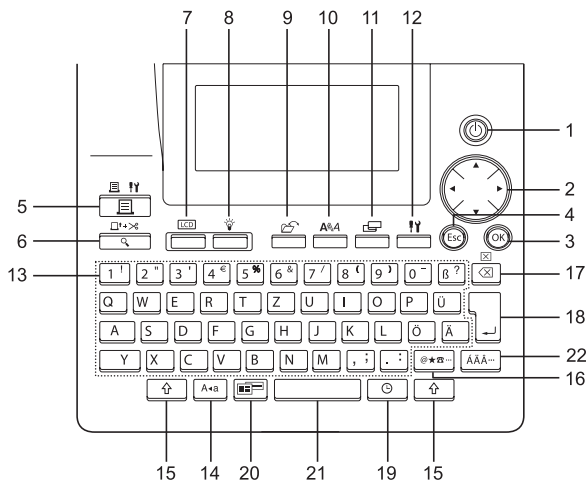 7 8 9 10 11 12
1
2
4
3
5
LCD
A A A
6
Esc OK
13 1 ! 2 " 3 ' 4 € 5 % 6 & 7 / 8 ( 9 ) 0 - ß ? 17
Q W E R T Z U I O P Ü
18
A S D F G H J K L Ö Ä
Y X C V B N M , ; . : @★☎··· ÁÄÂ··· 22
16
A◂a
15 14 20 21 19 15